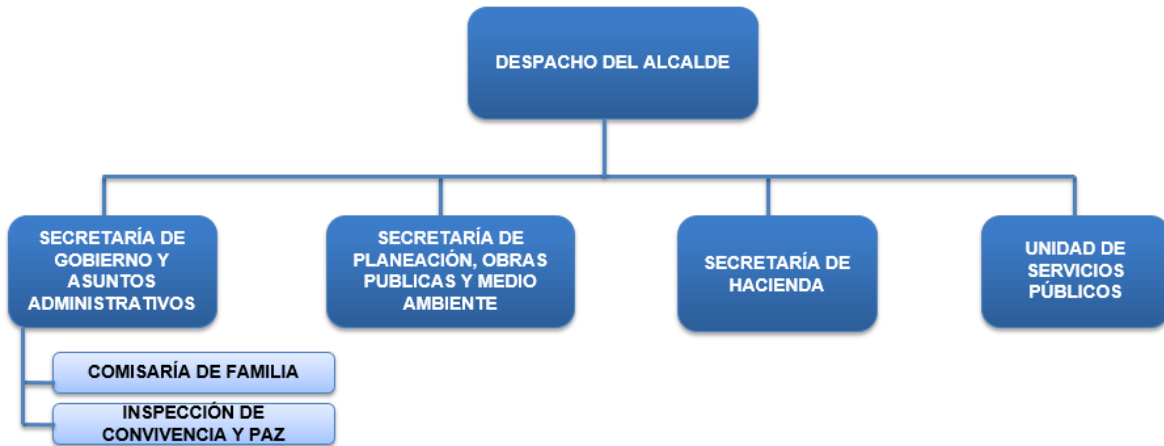 DESPACHO DEL ALCALDE
SECRETARÍA DE
GOBIERNO Y
ASUNTOS
ADMINISTRATIVOS
SECRETARÍA DE
PLANEACIÓN, OBRAS
PUBLICAS Y MEDIO
AMBIENTE
SECRETARÍA DE
HACIENDA
UNIDAD DE
SERVICIOS
PÚBLICOS
COMISARÍA DE FAMILIA
INSPECCIÓN DE
CONVIVENCIA Y PAZ